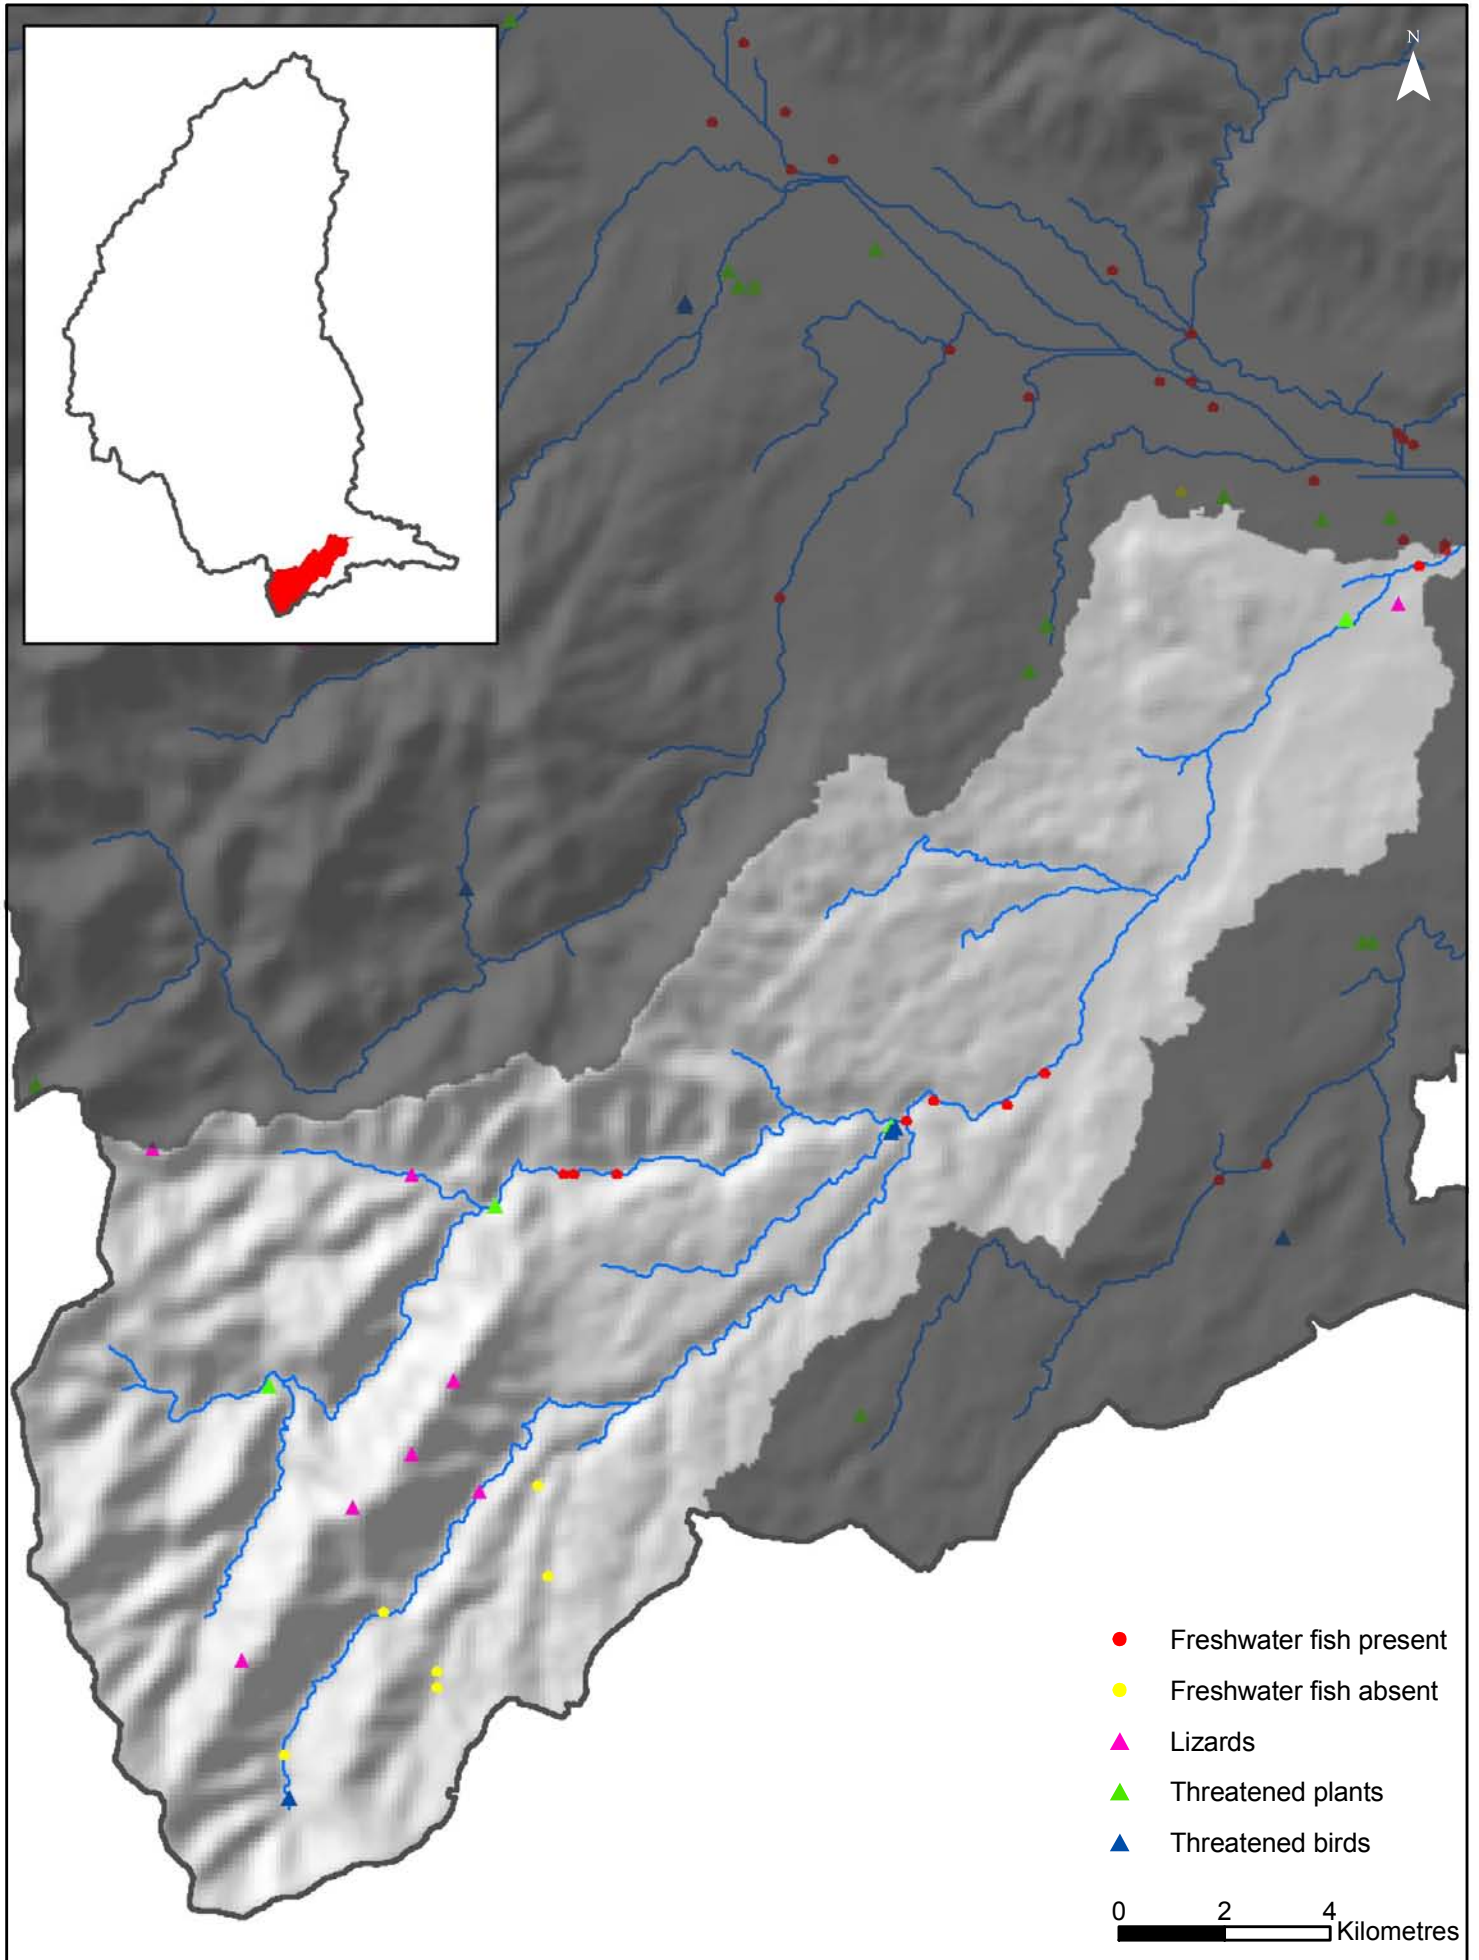 N
Freshwater fish present
Freshwater fish absent
Lizards
Threatened plants
Threatened birds
0 2 4
Kilometres